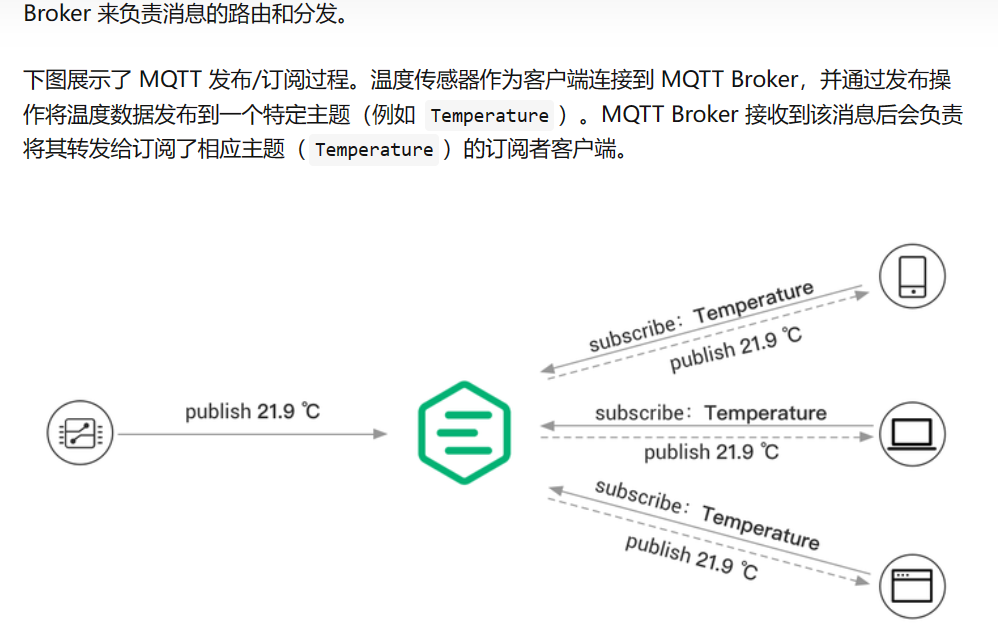 Broker 来负责消息的路由和分发。
下图展示了 MQTT 发布/订阅过程。温度传感器作为客户端连接到 MQTT Broker，并通过发布操
作将温度数据发布到一个特定主题（例如 Temperature ）。MQTT Broker 接收到该消息后会负责
将其转发给订阅了相应主题（ Temperature ）的订阅者客户端。
subscribe：Temperature
publish 21.9 ℃
publish 21.9 ℃
subscribe：Temperature
publish 21.9 ℃
subscribe：Temperature
publish 21.9 ℃